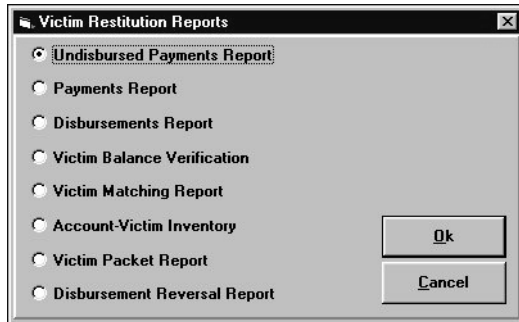 Victim Restitution Reports
Undisbursed Payments Report
Payments Report
Disbursements Report
Victim Balance Verification
Victim Matching Report
Account-Victim Inventory
Victim Packet Report
Disbursement Reversal Report
Ok
Cancel